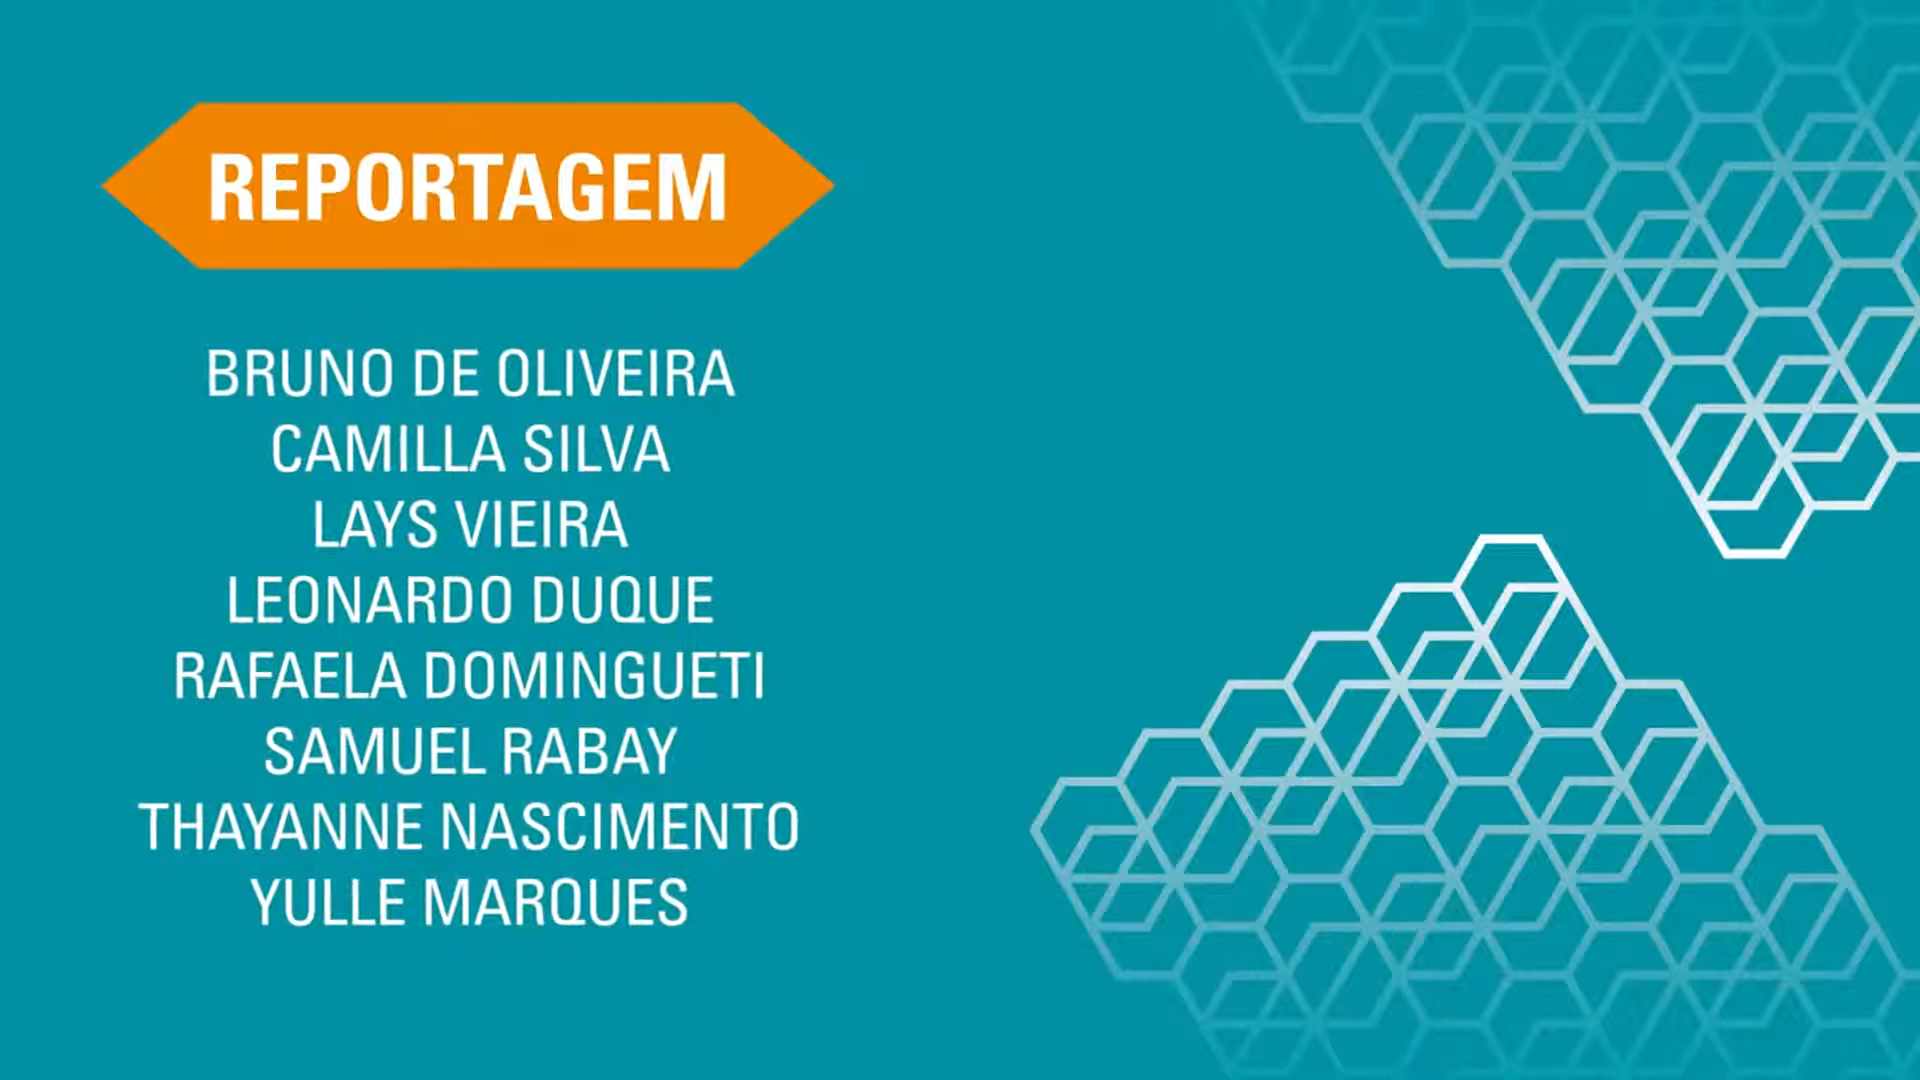 REPORTAGEM
BRUNO DE OLIVEIRA
CAMILLA SILVA
LAYS VIEIRA
LEONARDO DUQUE
RAFAELA DOMINGUETI
SAMUEL RABAY
THAYANNE NASCIMENTO
YULLE MARQUES